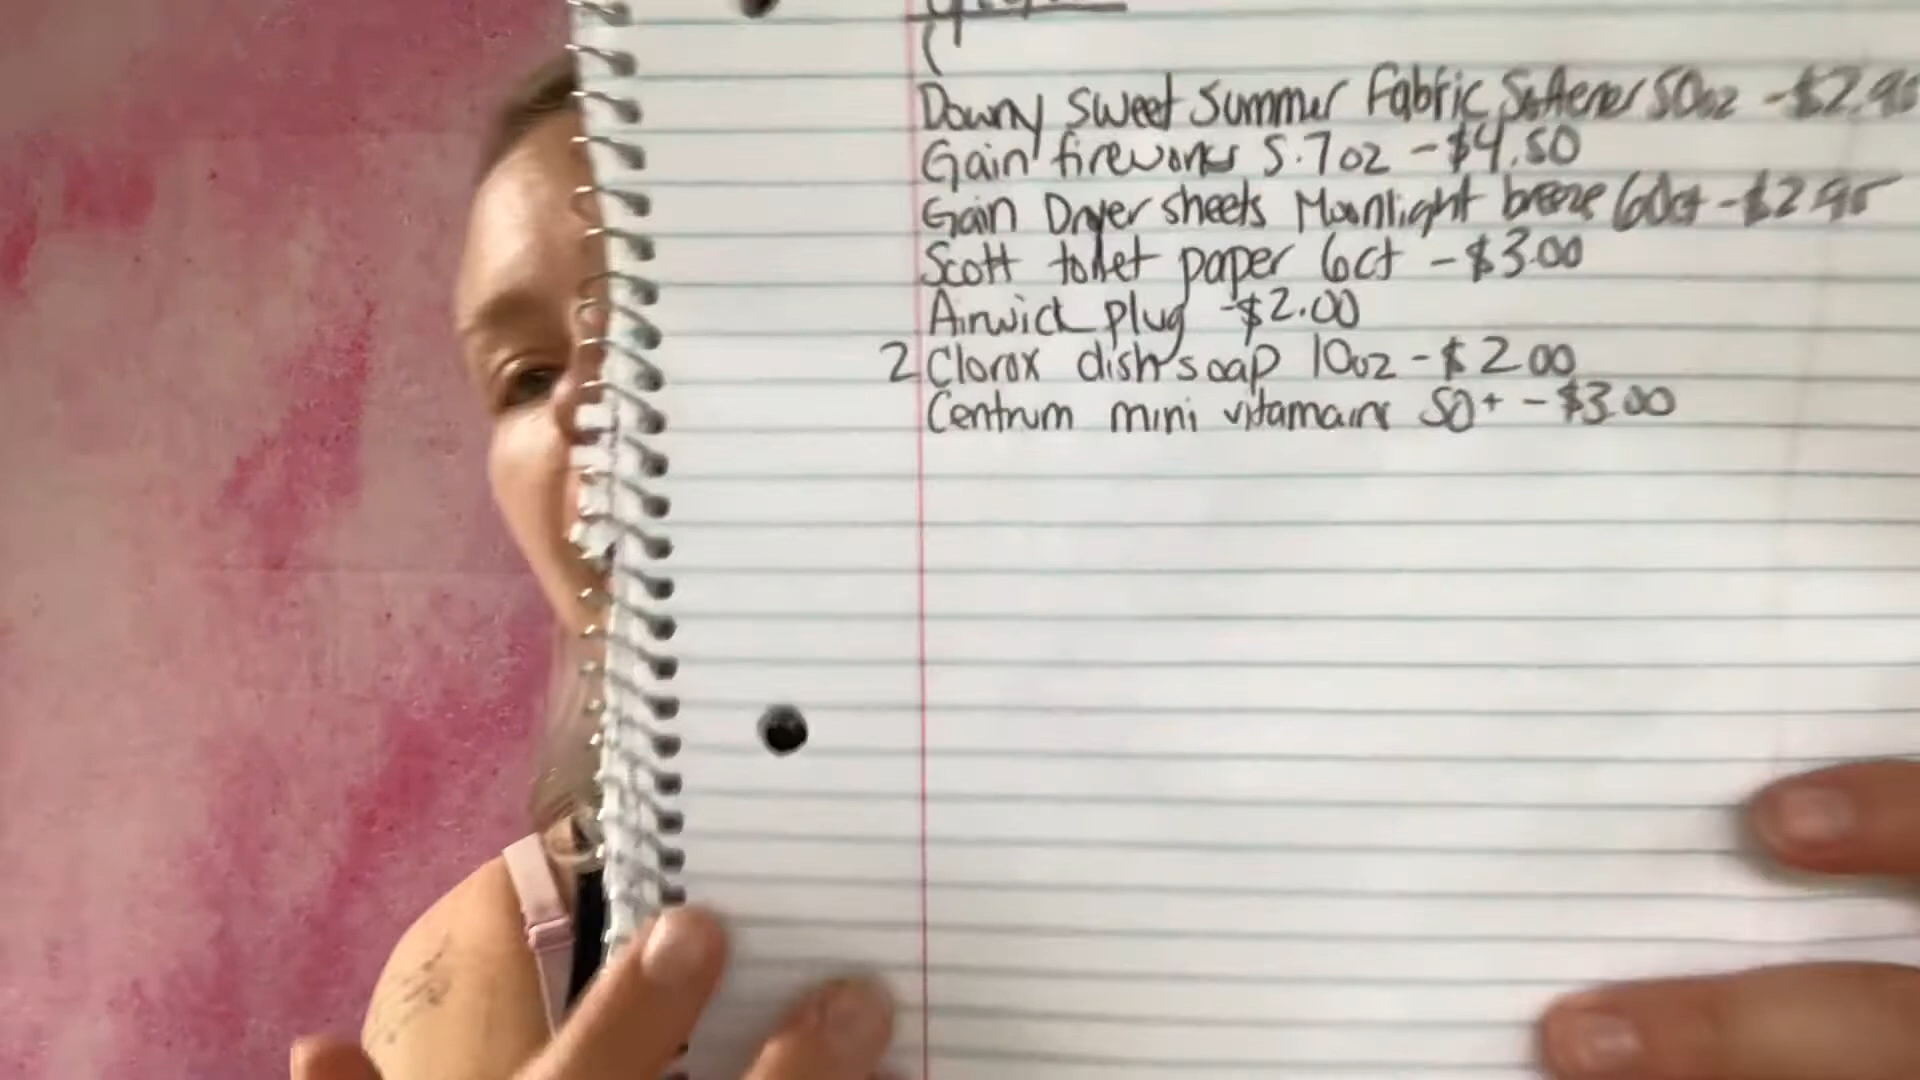 Downy Sweet Summer Fabric Softener 50oz - $2.95
Gain fireworks 5.7oz - $4.50
Gain Dryer sheets Moonlight breeze 60ct - $2.95
Scott toilet paper 6ct - $3.00
Airwick plug - $2.00
2 Clorox dish soap 10oz - $2.00
Centrum mini vitamains 50+ - $3.00